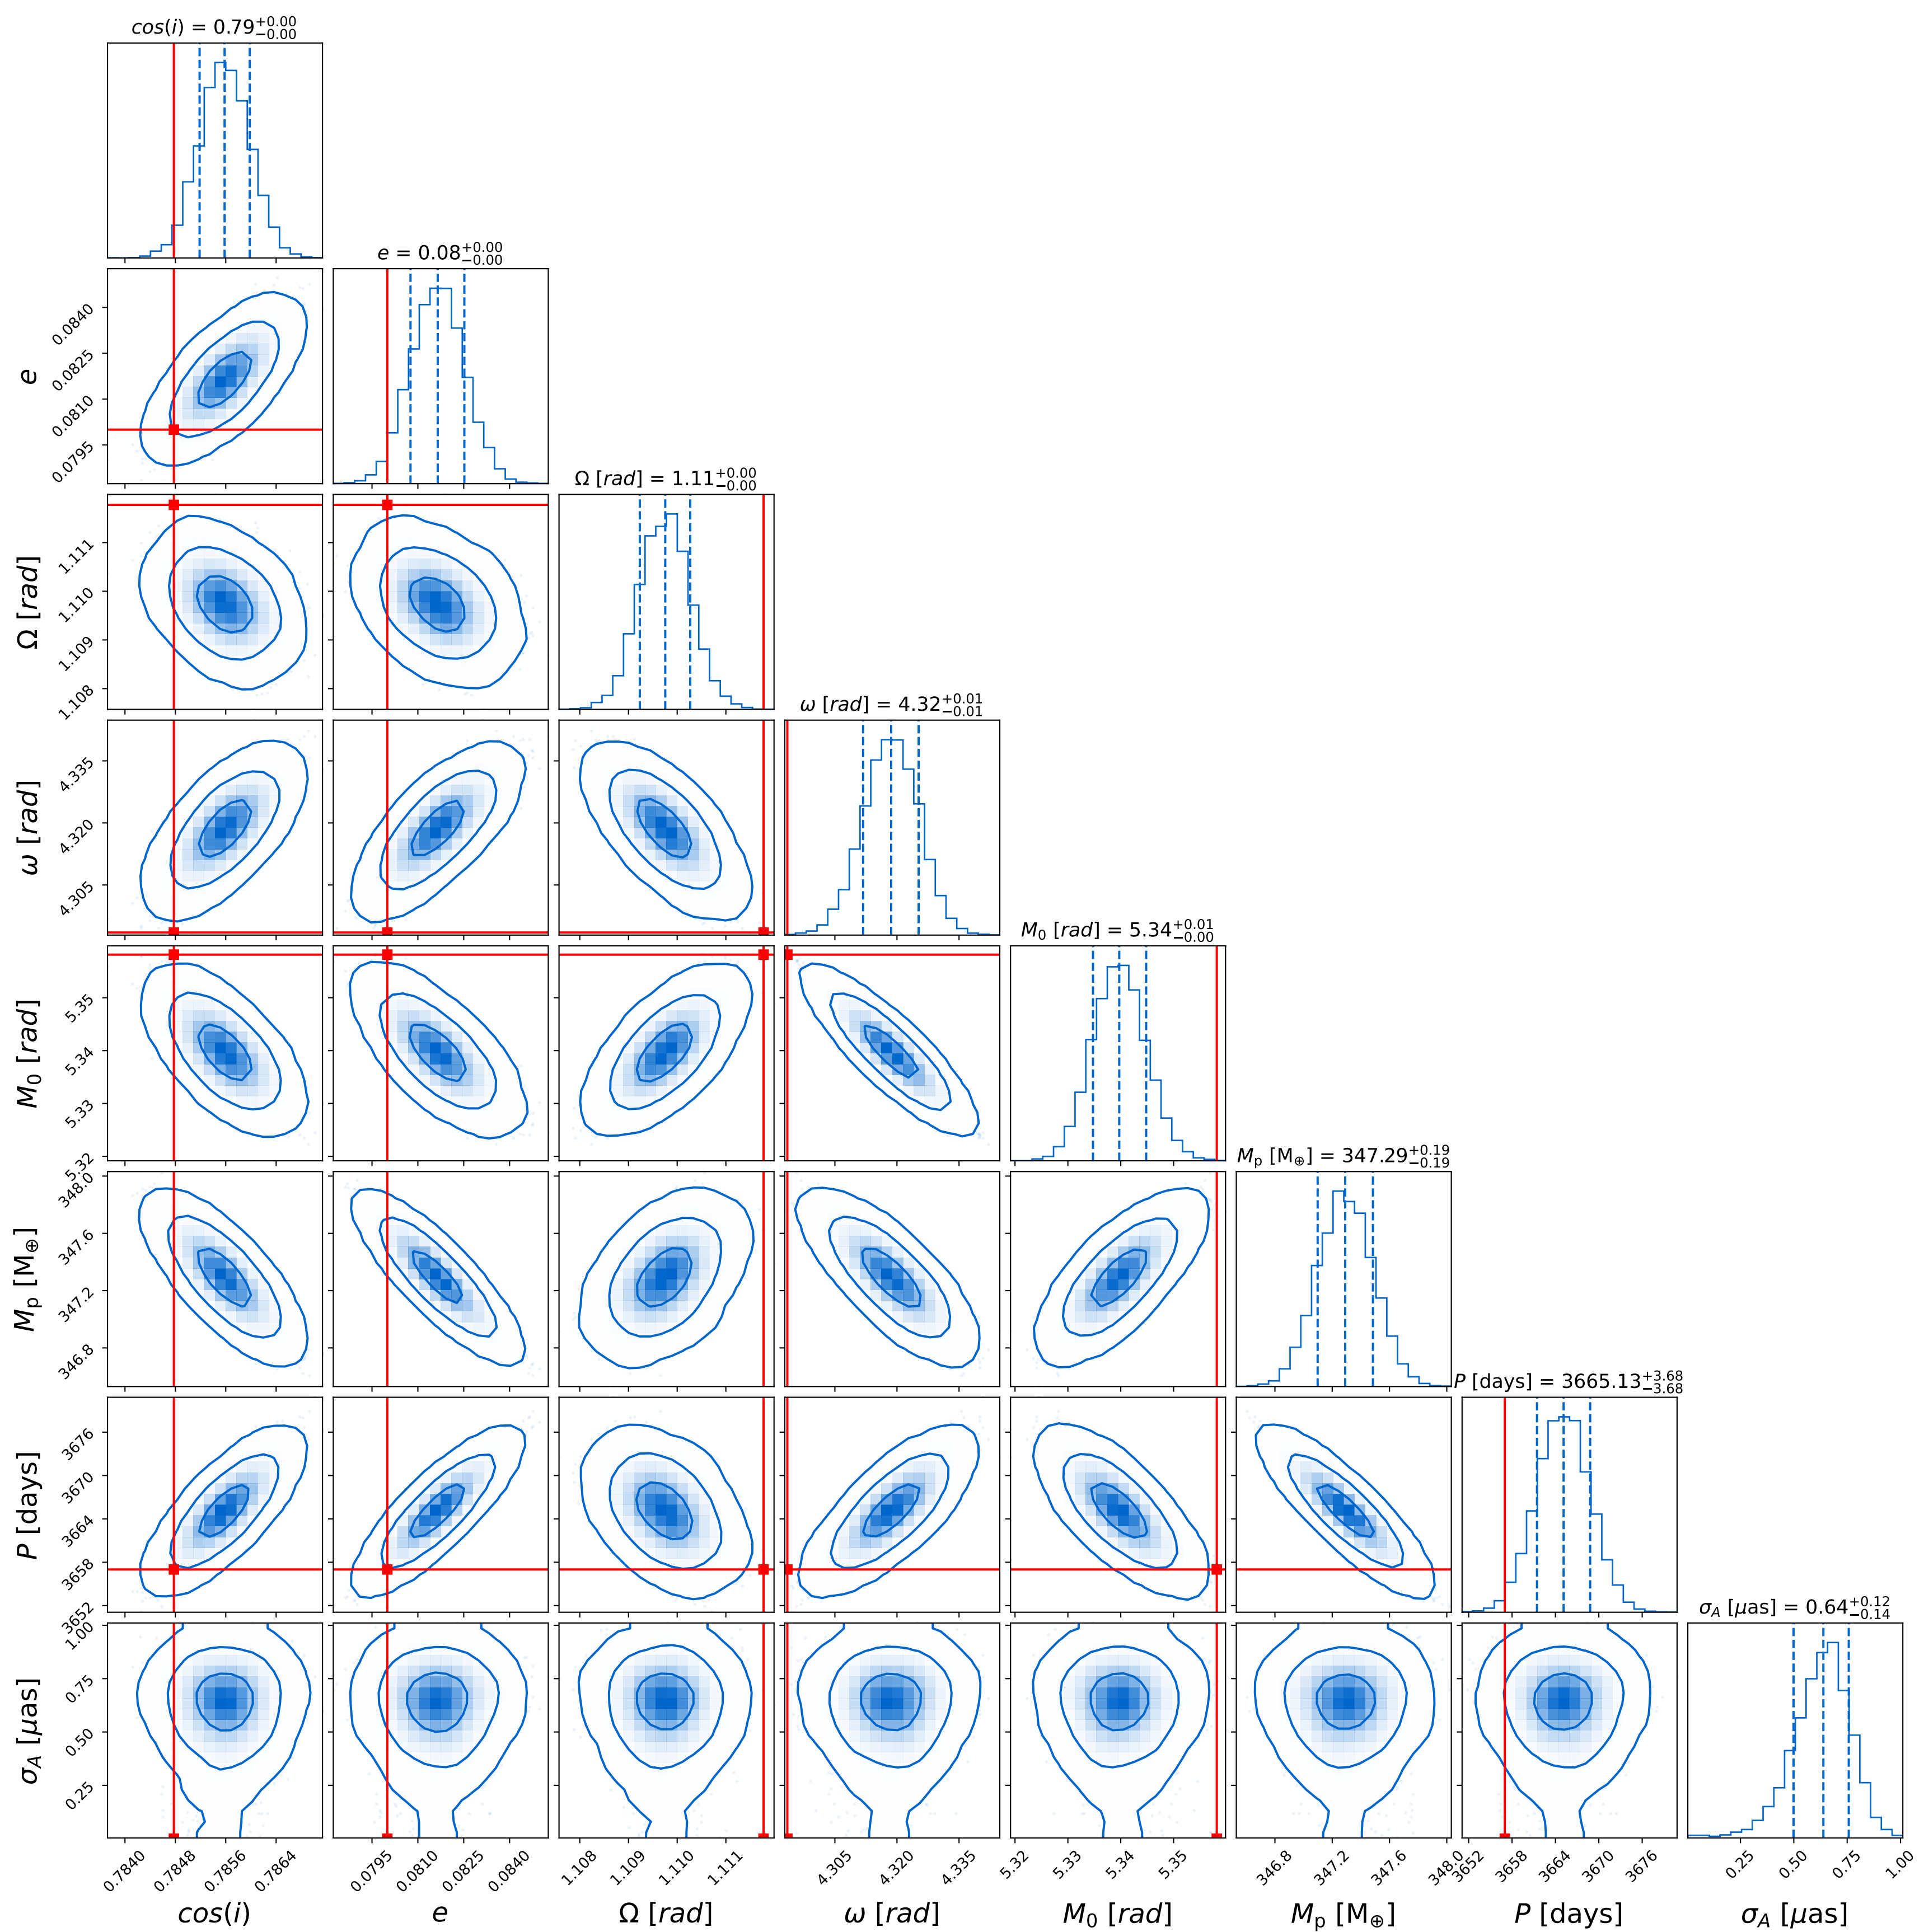 cos(i) = 0.79+0.00 −0.00
e = 0.08+0.00 −0.00
0.0840
0.0825
0.0810
0.0795
e
Ω [rad] = 1.11+0.00 −0.00
1.111
1.110
1.109
1.108
Ω [rad]
ω [rad] = 4.32+0.01 −0.01
4.335
4.320
4.305
ω [rad]
M0 [rad] = 5.34+0.01 −0.00
5.35
5.34
5.33
5.32
M0 [rad]
Mp [M⊕] = 347.29+0.19 −0.19
348.0
347.6
347.2
346.8
Mp [M⊕]
P [days] = 3665.13+3.68 −3.68
3676
3670
3664
3658
3652
P [days]
σA [μas] = 0.64+0.12 −0.14
1.00
0.75
0.50
0.25
σA [μas]
0.7840 0.7848 0.7856 0.7864 0.0795 0.0810 0.0825 0.0840 1.108 1.109 1.110 1.111 4.305 4.320 4.335 5.32 5.33 5.34 5.35 346.8 347.2 347.6 348.0 3652 3658 3664 3670 3676 0.25 0.50 0.75 1.00
cos(i) e Ω [rad] ω [rad] M0 [rad] Mp [M⊕] P [days] σA [μas]